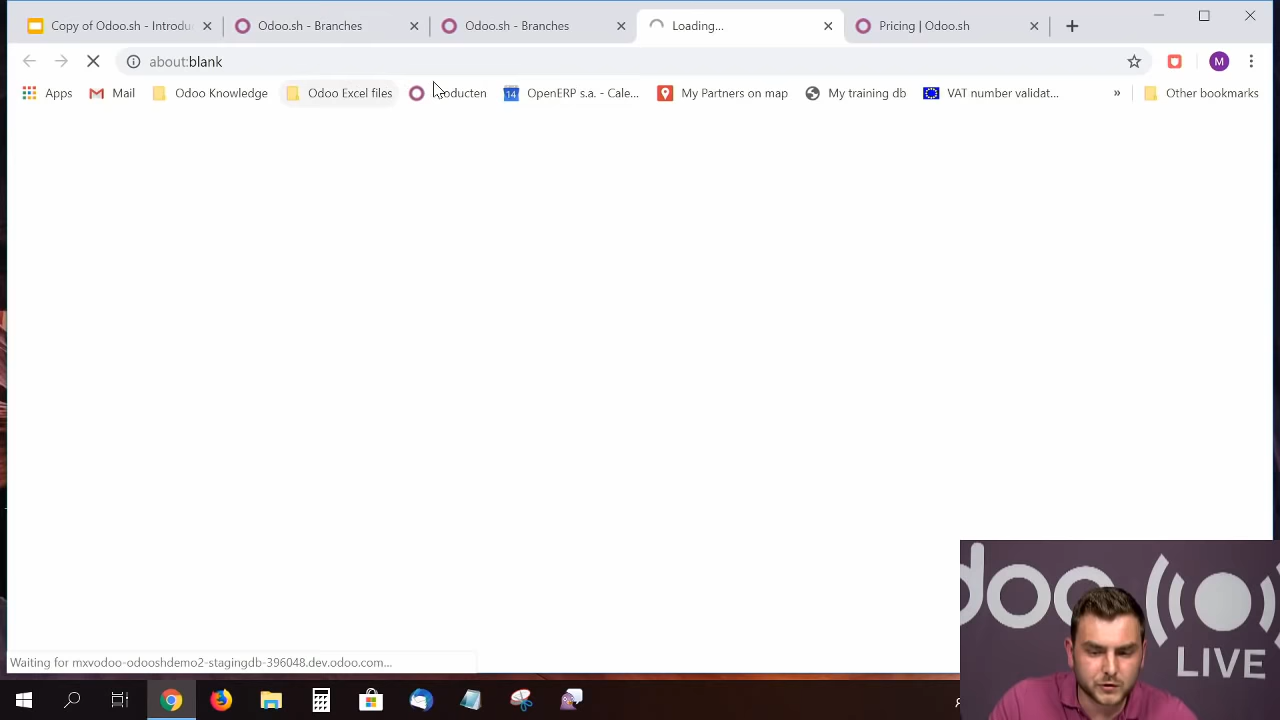 Copy of Odoo.sh - Introdu
Odoo.sh - Branches
Odoo.sh - Branches
Loading...
Pricing | Odoo.sh
about:blank
M
Apps
Mail
Odoo Knowledge
Odoo Excel files
14
OpenERP s.a. - Cale...
My Partners on map
My training db
VAT number validat...
»
Other bookmarks
Waiting for mxvodoo-odooshdemo2-stagingdb-396048.dev.odoo.com...
doo
LIVE